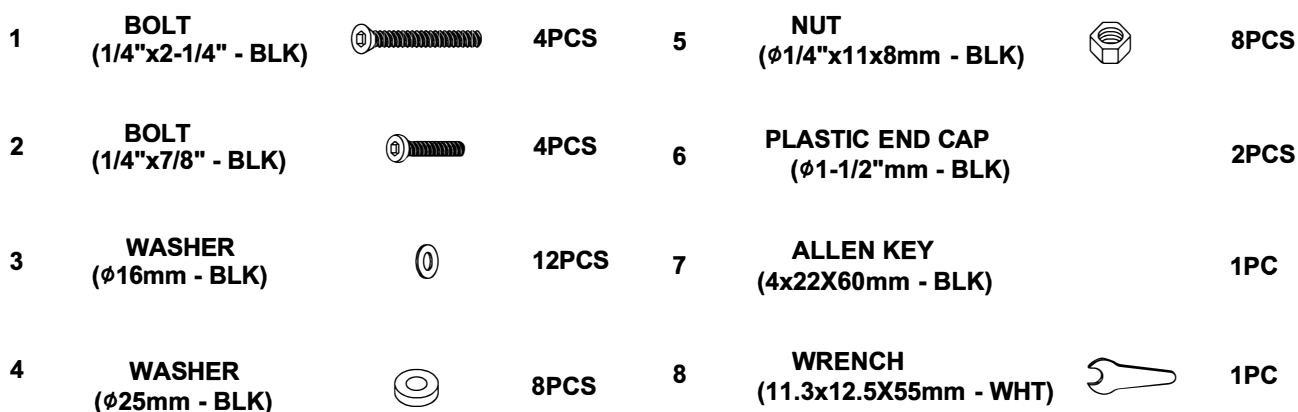 1 BOLT 4PCS
(1/4"x2-1/4" - BLK)
2 BOLT 4PCS
(1/4"x7/8" - BLK)
3 WASHER 12PCS
(ϕ16mm - BLK)
4 WASHER 8PCS
(ϕ25mm - BLK)
5 NUT 8PCS
(ϕ1/4"x11x8mm - BLK)
6 PLASTIC END CAP 2PCS
(ϕ1-1/2"mm - BLK)
7 ALLEN KEY 1PC
(4x22X60mm - BLK)
8 WRENCH 1PC
(11.3x12.5X55mm - WHT)